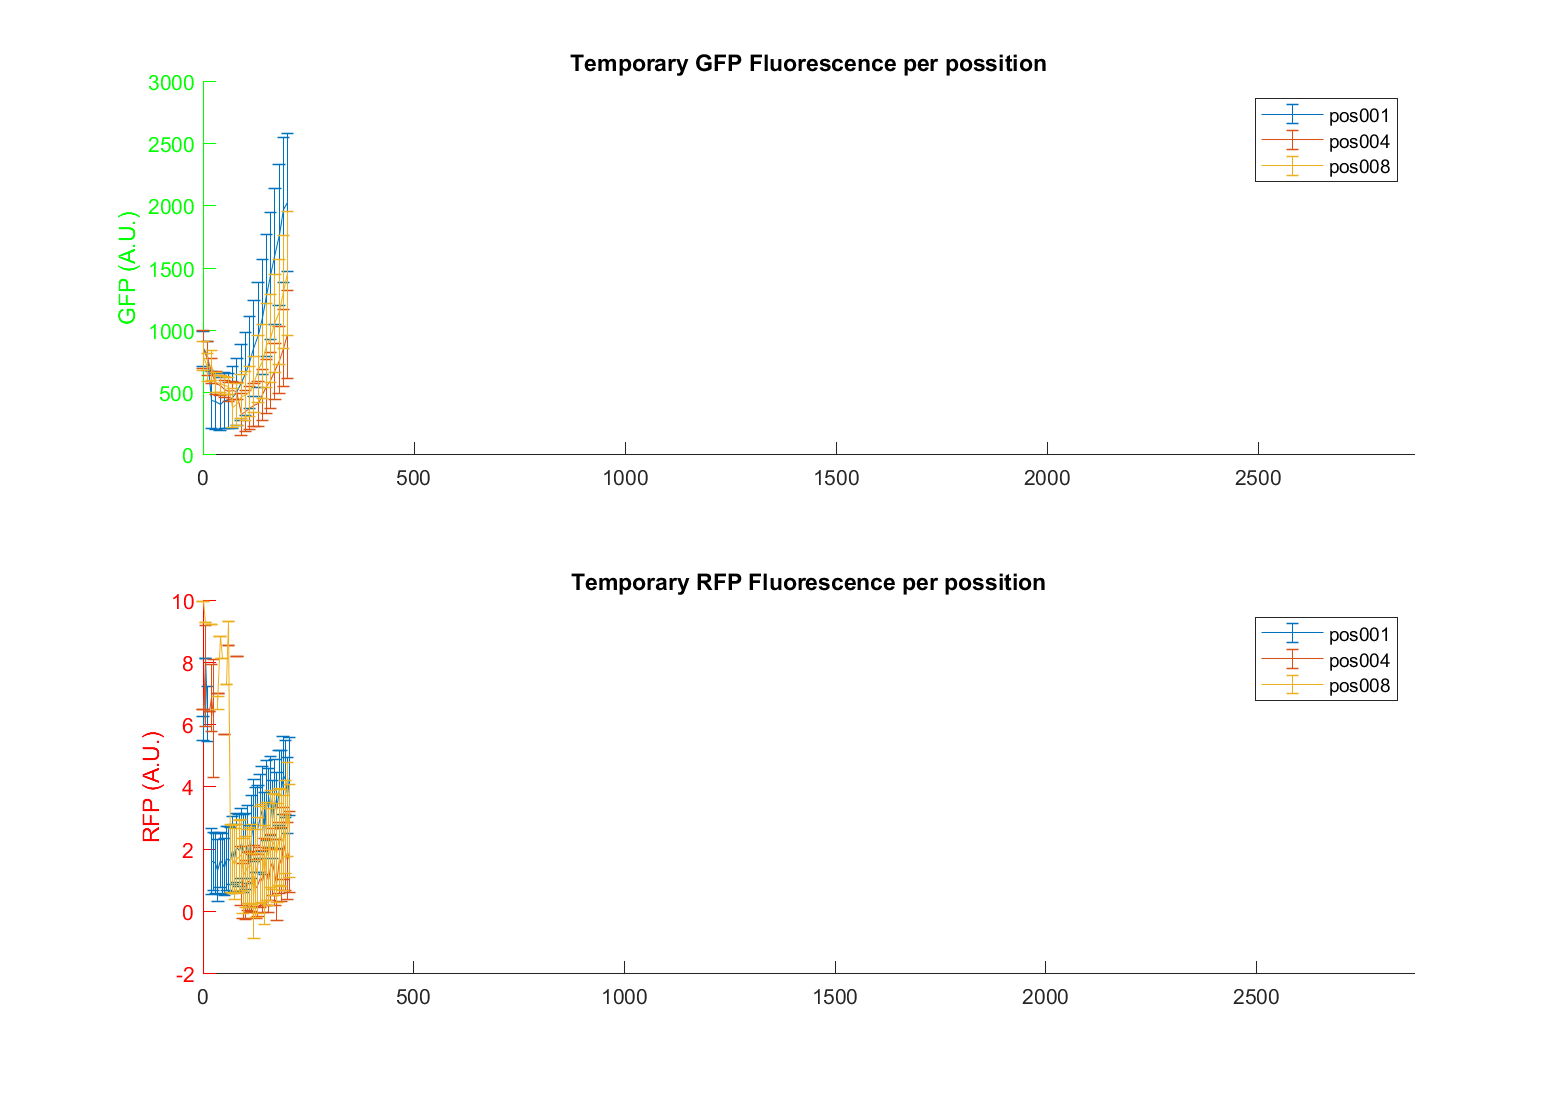 Temporary GFP Fluorescence per possition
3000
2500
2000
1500
1000
500
0
GFP (A.U.)
pos001
pos004
pos008
0 500 1000 1500 2000 2500
Temporary RFP Fluorescence per possition
10
8
6
4
2
0
-2
RFP (A.U.)
pos001
pos004
pos008
0 500 1000 1500 2000 2500